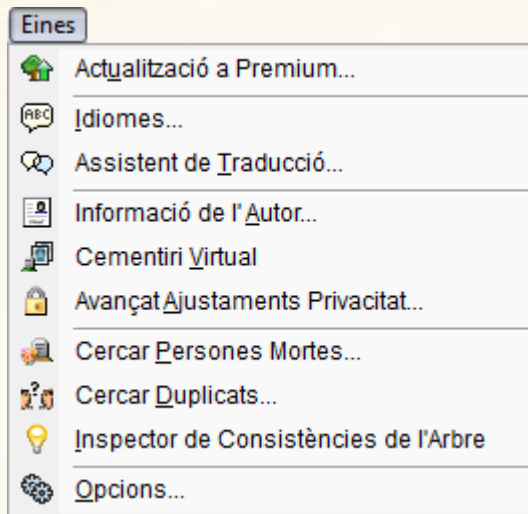 Eines
Actualització a Premium...
ABC
Idiomes...
Assistent de Traducció...
Informació de l'Autor...
Cementiri Virtual
Avançat Ajustaments Privacitat...
Cercar Persones Mortes...
?
Cercar Duplicats...
Inspector de Consistències de l'Arbre
Opcions...